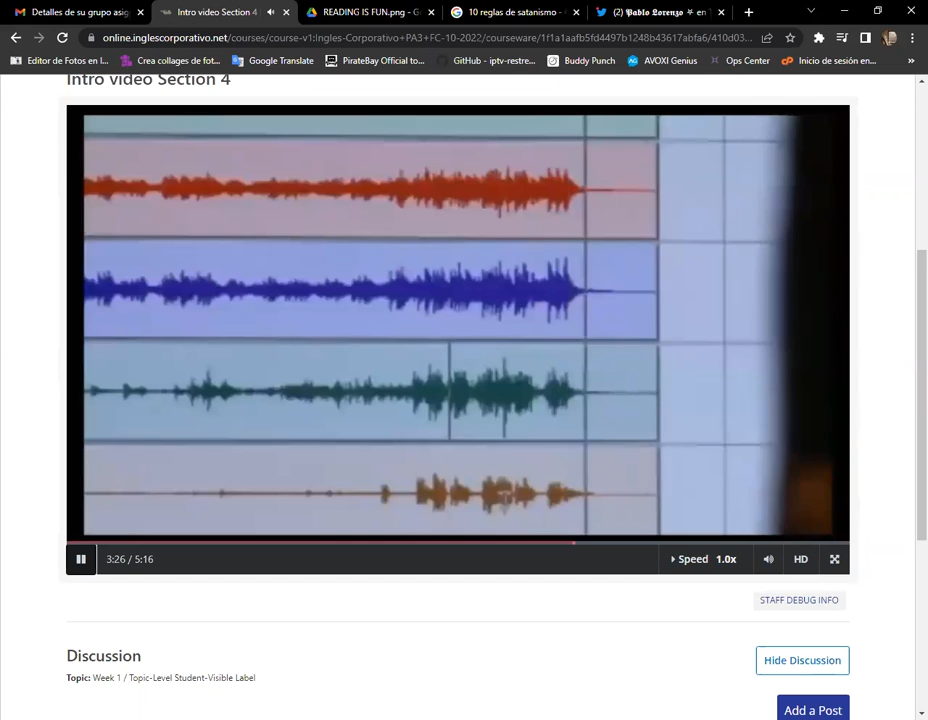 Detalles de su grupo asig
Intro video Section 4
READING IS FUN.png - G
10 reglas de satanismo -
(2) 𝕻𝖆𝖇𝖑𝖔 𝕷𝖔𝖗𝖊𝖓𝖟𝖔 ⛧ en T
online.inglescorporativo.net/courses/course-v1:Ingles-Corporativo+PA3+FC-10-2022/courseware/1f1a1aafb5fd4497b1248b43617abfa6/410d03...
Editor de Fotos en l...
Crea collages de fot...
Google Translate
PirateBay Official to...
GitHub - iptv-restre...
Buddy Punch
AVOXI Genius
Ops Center
Inicio de sesión en...
»
Intro video Section 4
3:26 / 5:16
Speed 1.0x
HD
STAFF DEBUG INFO
Discussion
Hide Discussion
Topic: Week 1 / Topic-Level Student-Visible Label
Add a Post